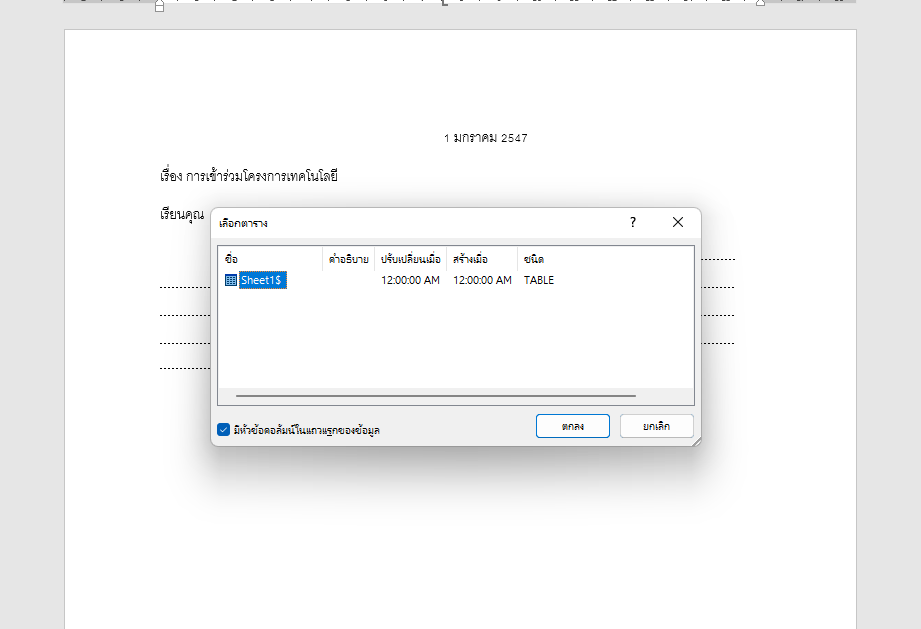 1 มกราคม 2547
เรื่อง การเข้าร่วมโครงการเทคโนโลยี
เรียนคุณ
เลือกตาราง
ชื่อ คำอธิบาย ปรับเปลี่ยนเมื่อ สร้างเมื่อ ชนิด
Sheet1$ 12:00:00 AM 12:00:00 AM TABLE
มีหัวข้อคอลัมน์ในแถวแรกของข้อมูล
ตกลง ยกเลิก